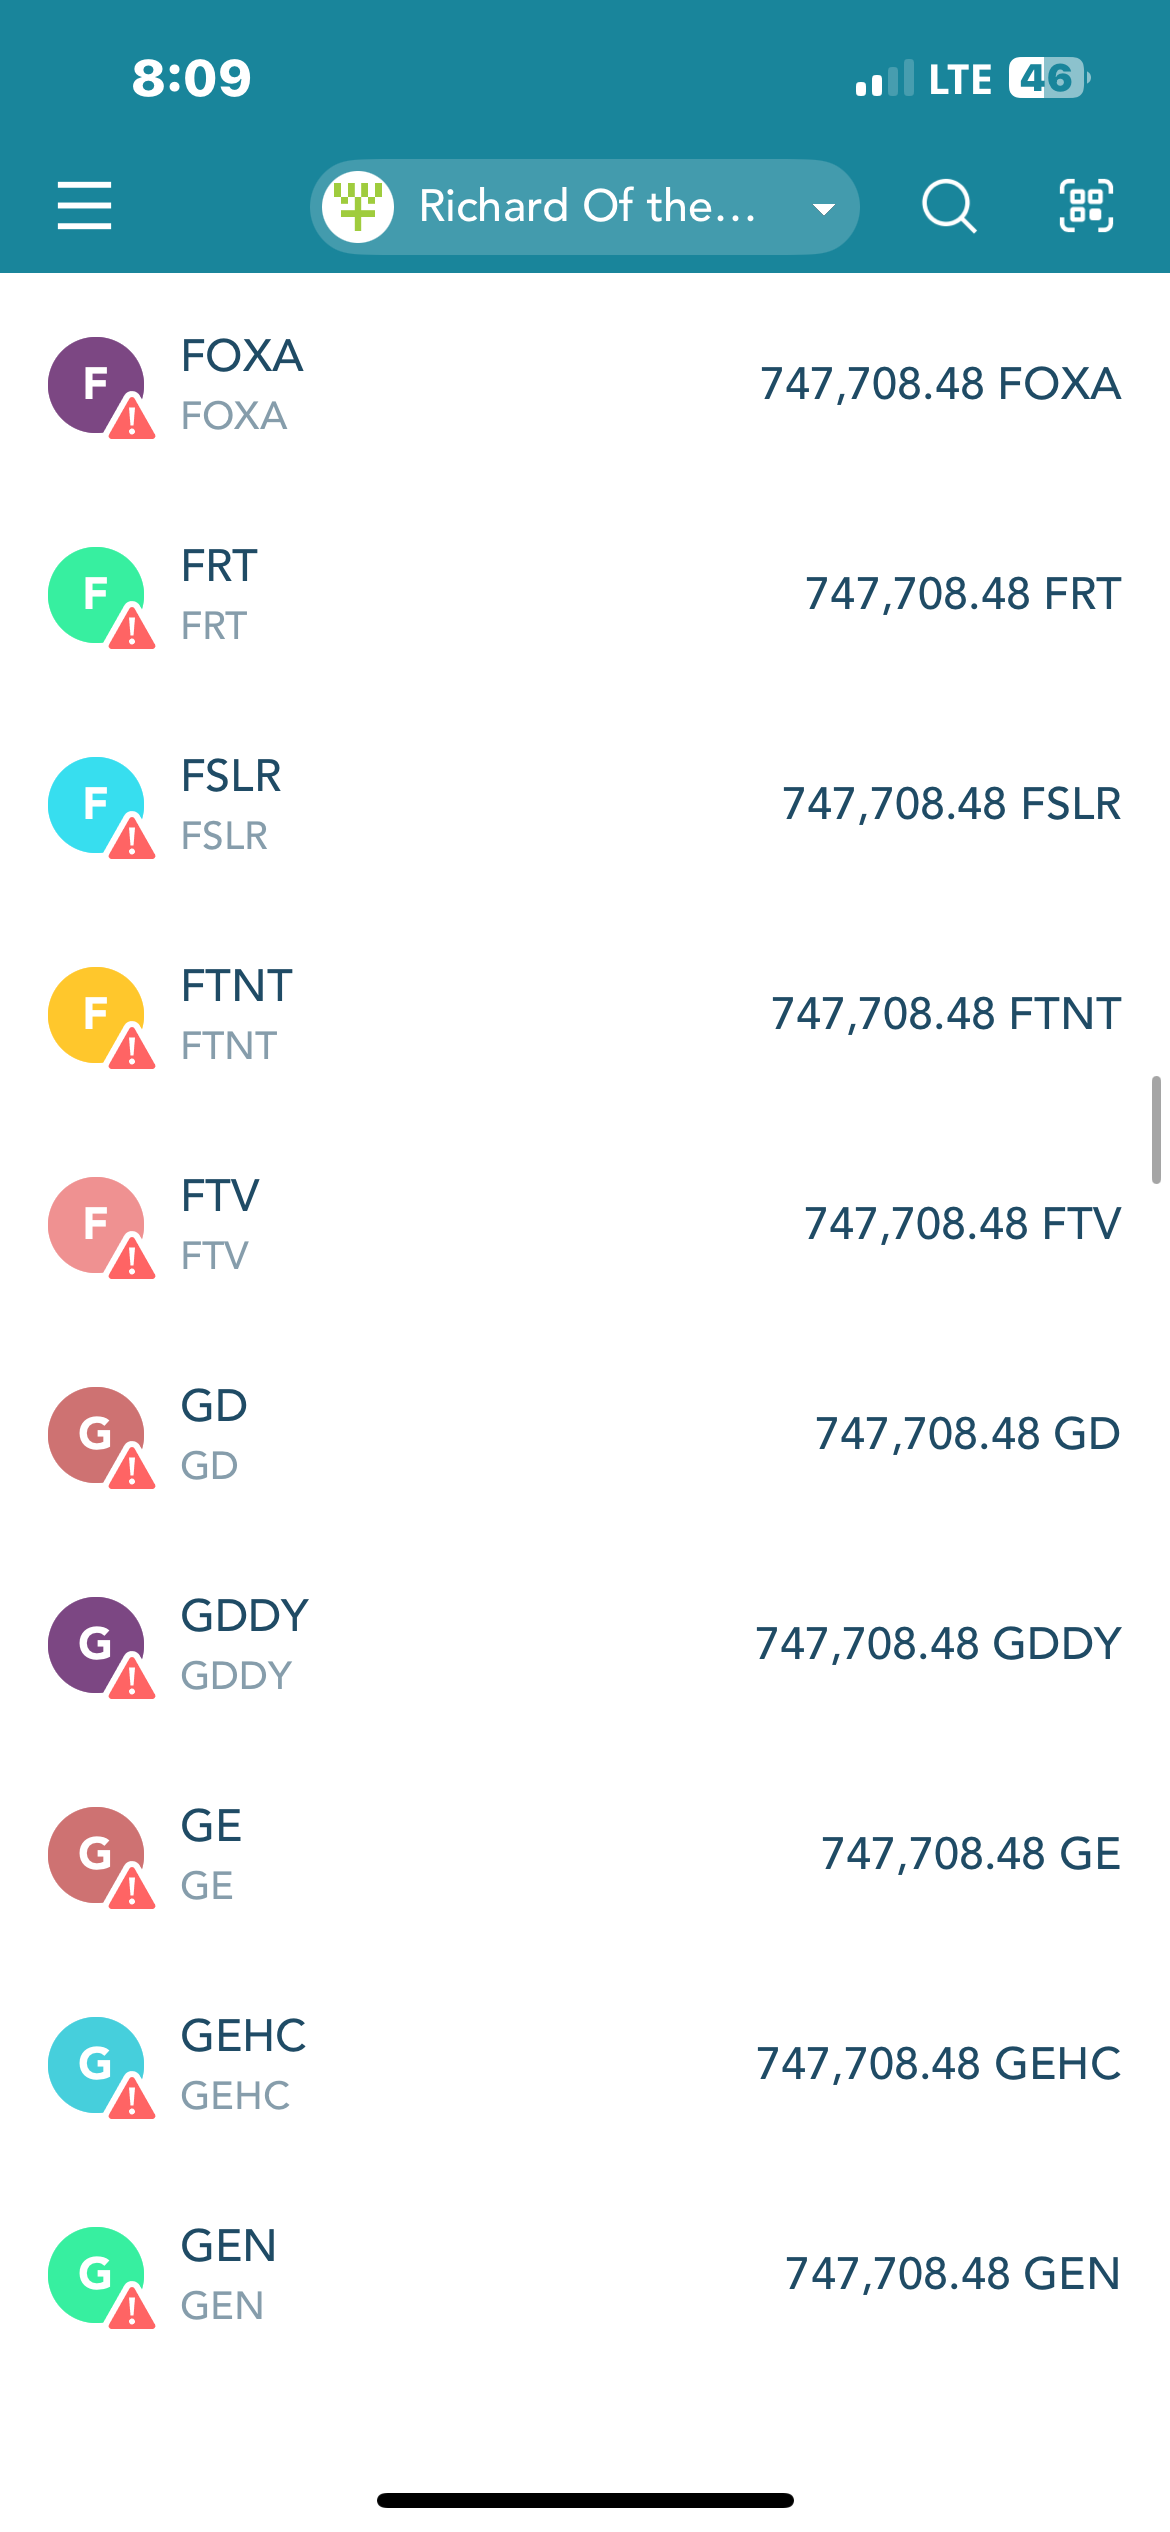 8:09
LTE 46
Richard Of the...
F
FOXA
FOXA
747,708.48 FOXA
F
FRT
FRT
747,708.48 FRT
F
FSLR
FSLR
747,708.48 FSLR
F
FTNT
FTNT
747,708.48 FTNT
F
FTV
FTV
747,708.48 FTV
G
GD
GD
747,708.48 GD
G
GDDY
GDDY
747,708.48 GDDY
G
GE
GE
747,708.48 GE
G
GEHC
GEHC
747,708.48 GEHC
G
GEN
GEN
747,708.48 GEN